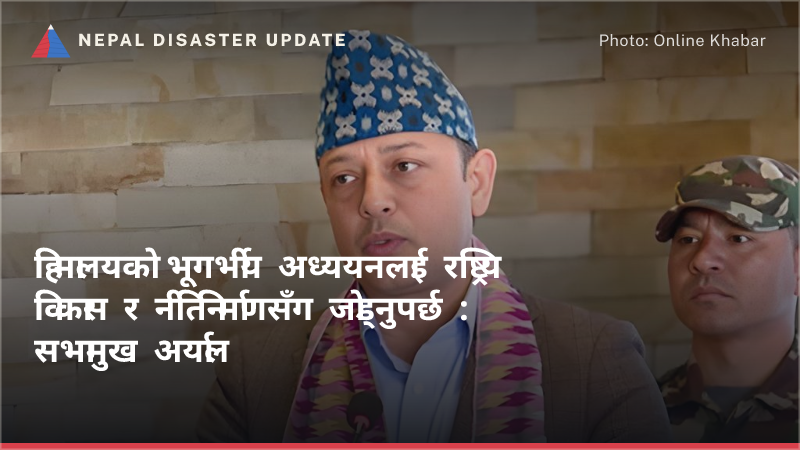 NEPAL DISASTER UPDATE
Photo: Online Khabar
हिमालयको भूगर्भीय अध्ययनलाई राष्ट्रिय
विकास र नीतिनिर्माणसँग जोड्नुपर्छ :
सभामुख अर्याल